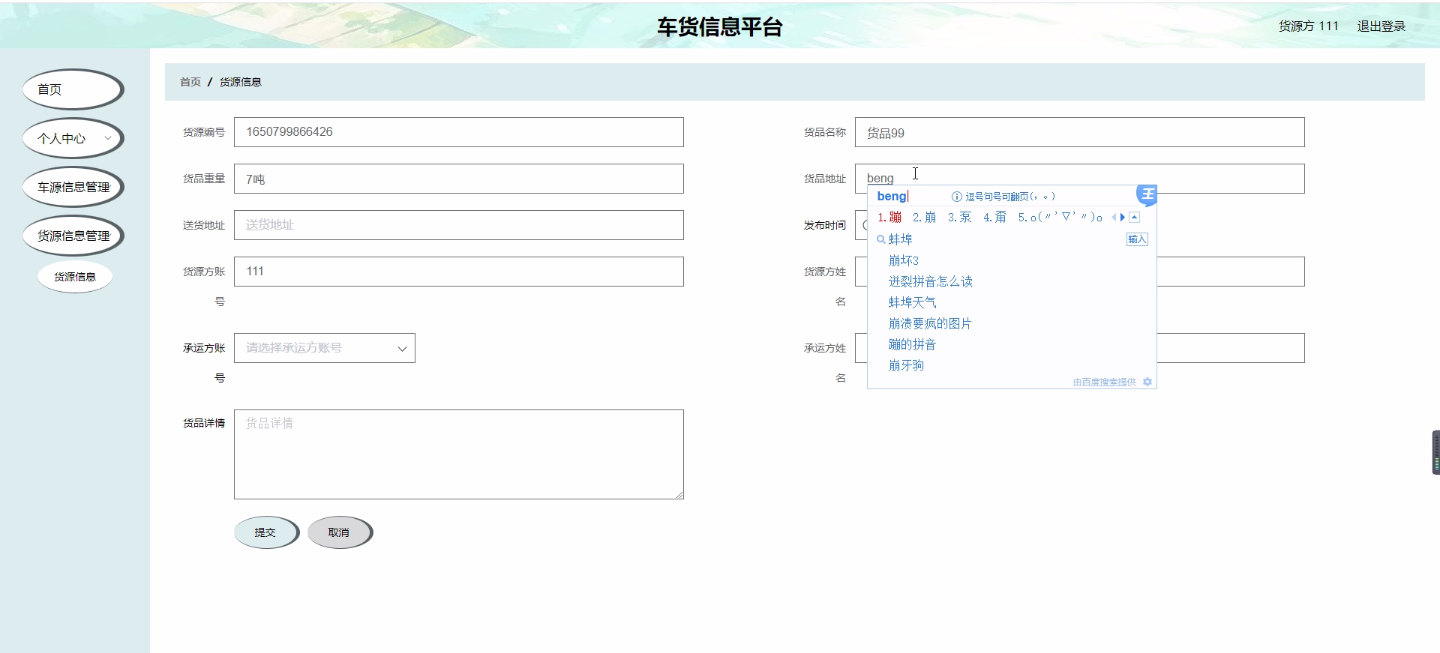 车货信息平台
货源方 111 退出登录
首页
个人中心
车源信息管理
货源信息管理
货源信息
首页 / 货源信息
货源编号 1650799866426
货品名称 货品99
货品重量 7吨
货品地址 beng
送货地址 送货地址
发布时间
货源方账号 111
货源方姓名
承运方账号 请选择承运方账号
承运方姓名
货品详情 货品详情
提交 取消
beng 逗号句号可翻页(,。)
1.蹦 2.崩 3.泵 4.甭 5.o(〃'▽'〃)o
蚌埠 输入
崩坏3
迸裂拼音怎么读
蚌埠天气
崩溃要疯的图片
蹦的拼音
崩牙驹
由百度搜索提供